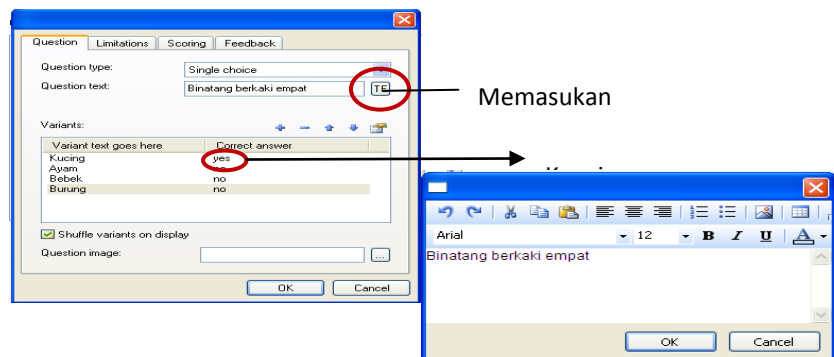 Question Limitations Scoring Feedback
Question type: Single choice
Question text: Binatang berkaki empat
Memasukan
Variants:
Variant text goes here Correct answer
Kucing yes
Ayam
Bebek no
Burung no
Shuffle variants on display
Question image: ...
OK Cancel
Arial 12 B I U A
Binatang berkaki empat
OK Cancel